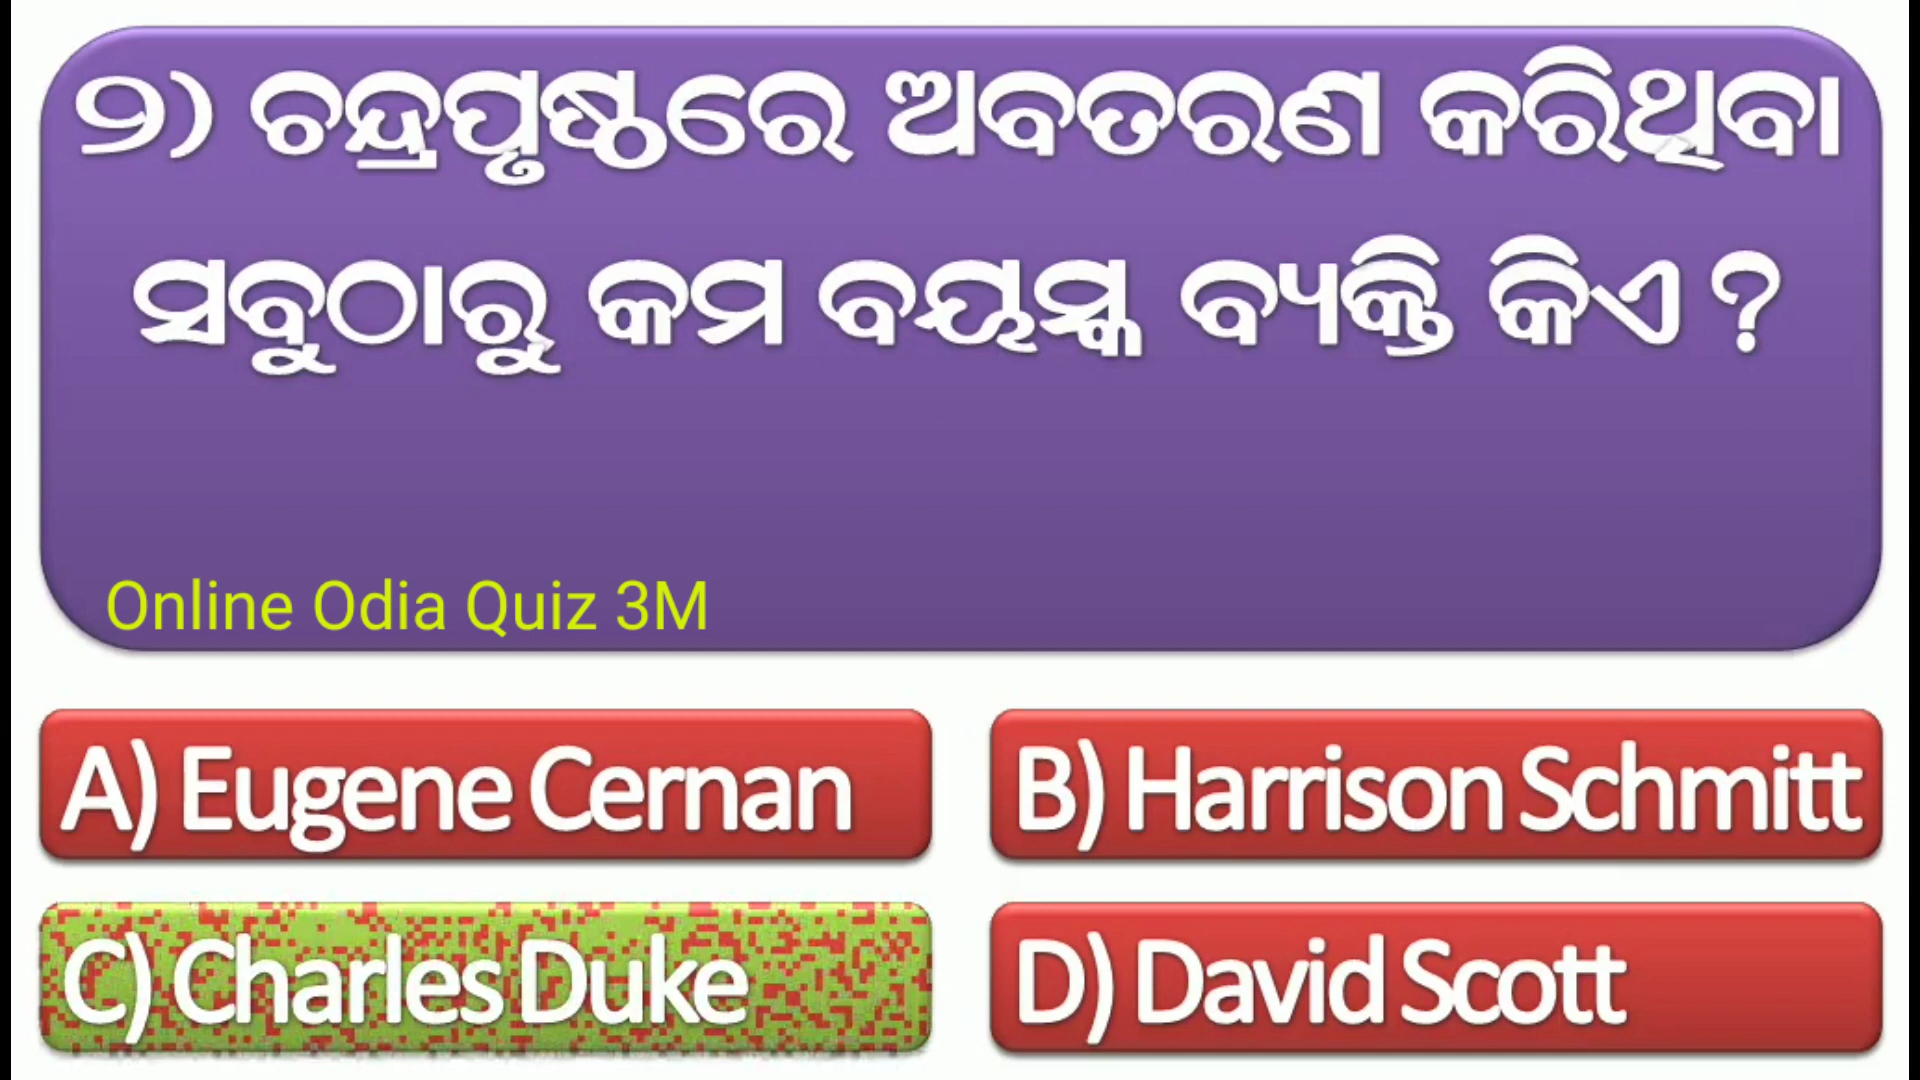 ୨) ଚନ୍ଦ୍ରପୃଷ୍ଠରେ ଅବତରଣ କରିଥିବା
ସବୁଠାରୁ କମ ବୟସ୍କ ବ୍ୟକ୍ତି କିଏ ?
Online Odia Quiz 3M
A) Eugene Cernan
B) Harrison Schmitt
C) Charles Duke
D) David Scott